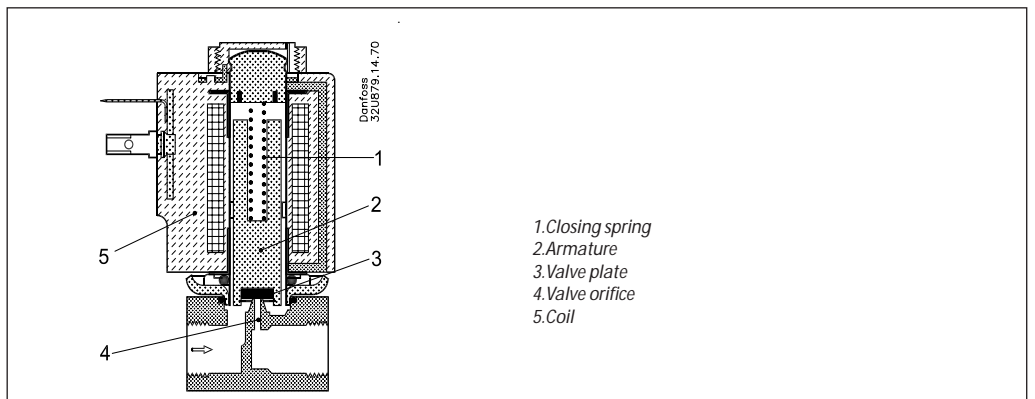 Danfoss
32U879.14.70
1
2
3
4
5
1.Closing spring
2.Armature
3.Valve plate
4.Valve orifice
5.Coil